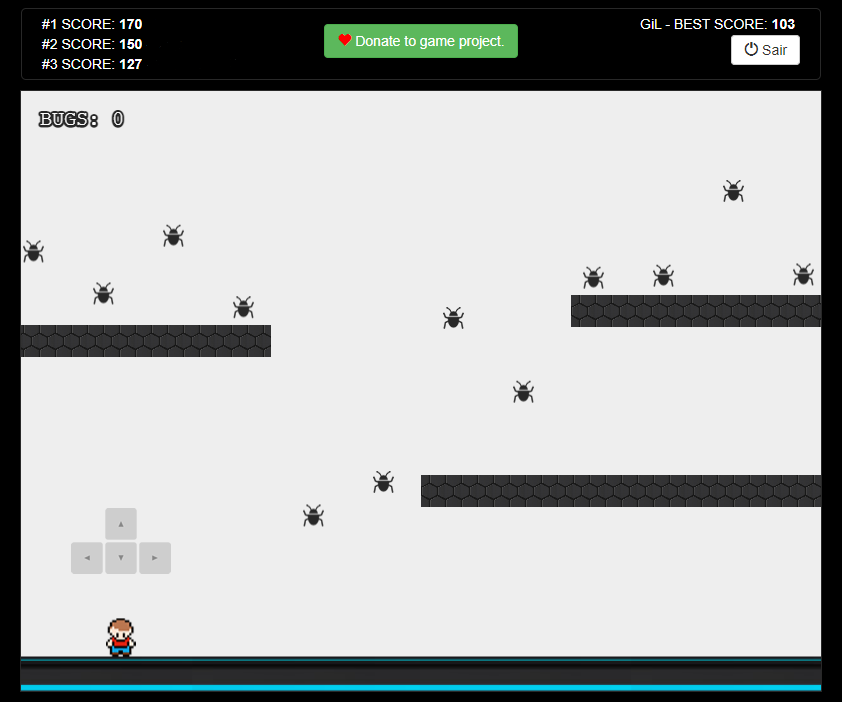 #1 SCORE: 170
#2 SCORE: 150
#3 SCORE: 127
Donate to game project.
GiL - BEST SCORE: 103
Sair
BUGS: 0